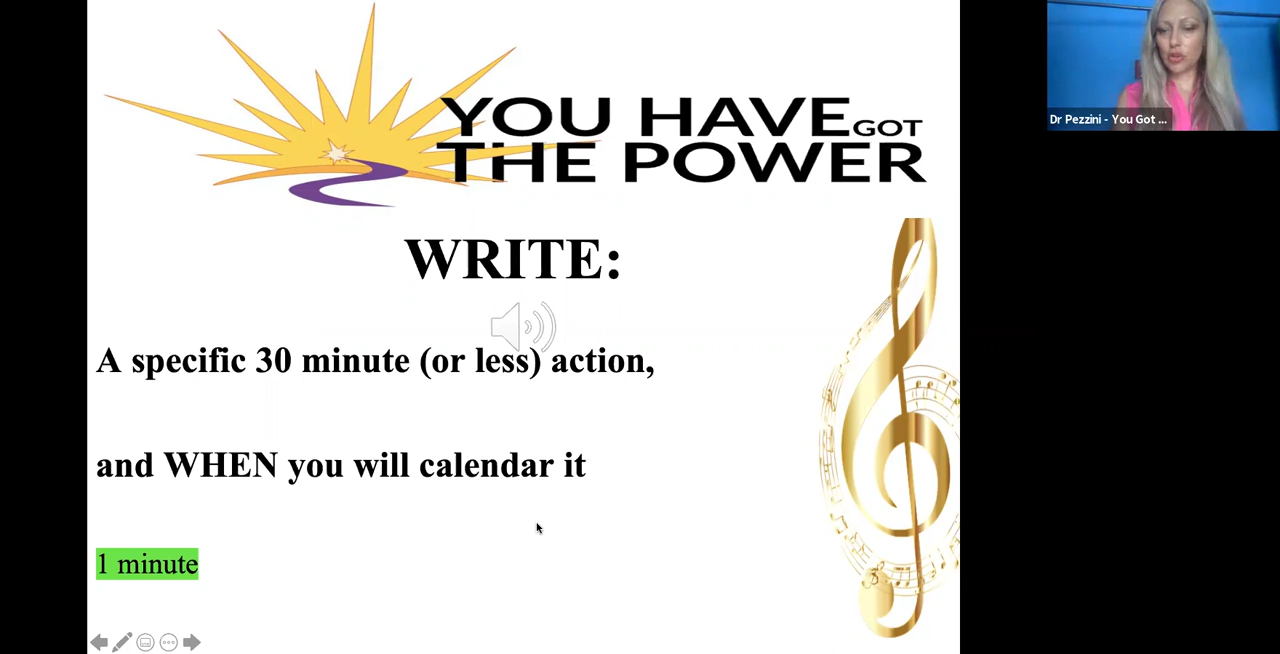 YOU HAVE GOT
THE POWER
WRITE:
A specific 30 minute (or less) action,
and WHEN you will calendar it
1 minute
Dr Pezzini - You Got ...